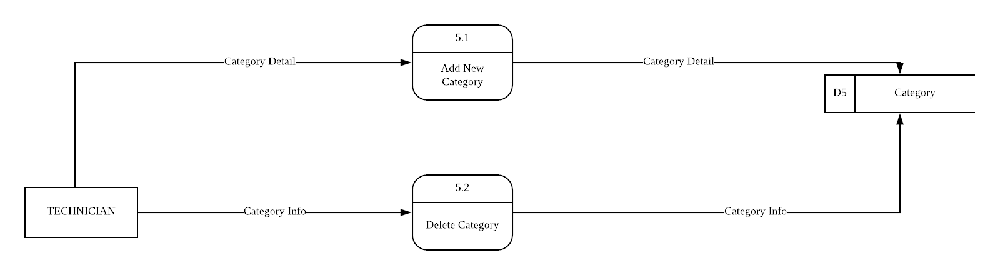 5.1
Category Detail
Add New
Category
Category Detail
D5
Category
5.2
TECHNICIAN
Category Info
Delete Category
Category Info